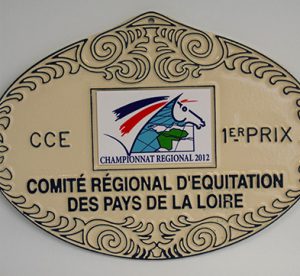 CCE
1ER PRIX
CHAMPIONNAT REGIONAL 2012
COMITÉ RÉGIONAL D'EQUITATION
DES PAYS DE LA LOIRE